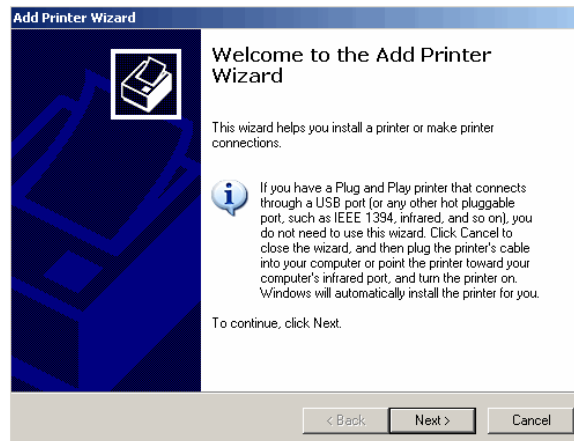 Add Printer Wizard
Welcome to the Add Printer
Wizard
This wizard helps you install a printer or make printer
connections.
If you have a Plug and Play printer that connects
through a USB port (or any other hot pluggable
port, such as IEEE 1394, infrared, and so on), you
do not need to use this wizard. Click Cancel to
close the wizard, and then plug the printer's cable
into your computer or point the printer toward your
computer's infrared port, and turn the printer on.
Windows will automatically install the printer for you.
To continue, click Next.
< Back
Next >
Cancel